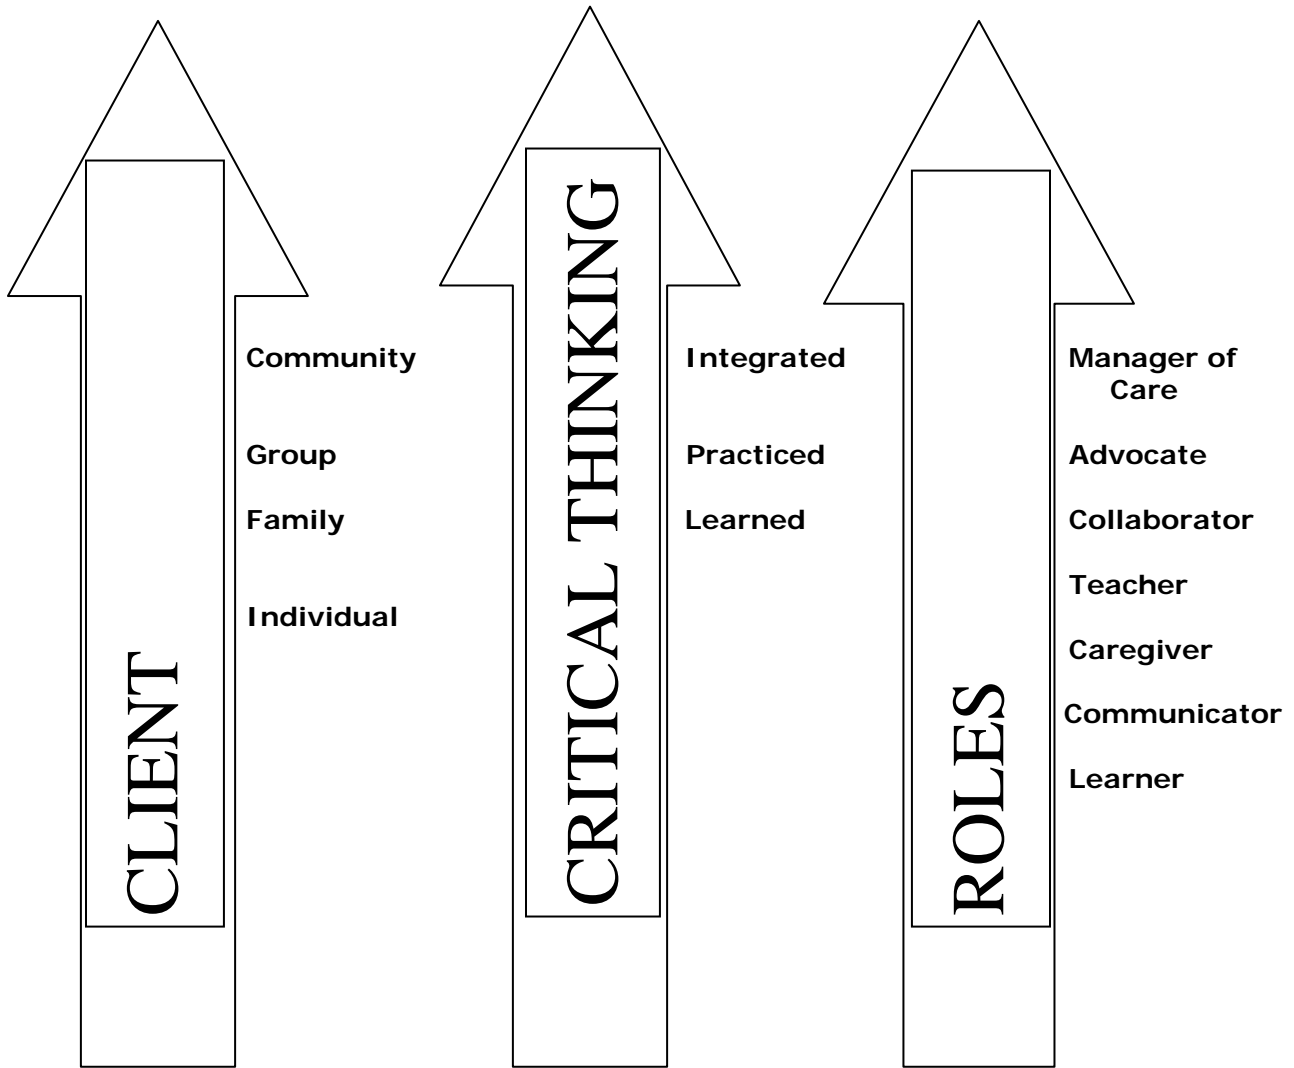 CLIENT
Community
Group
Family
Individual
CRITICAL THINKING
Integrated
Practiced
Learned
ROLES
Manager of
Care
Advocate
Collaborator
Teacher
Caregiver
Communicator
Learner